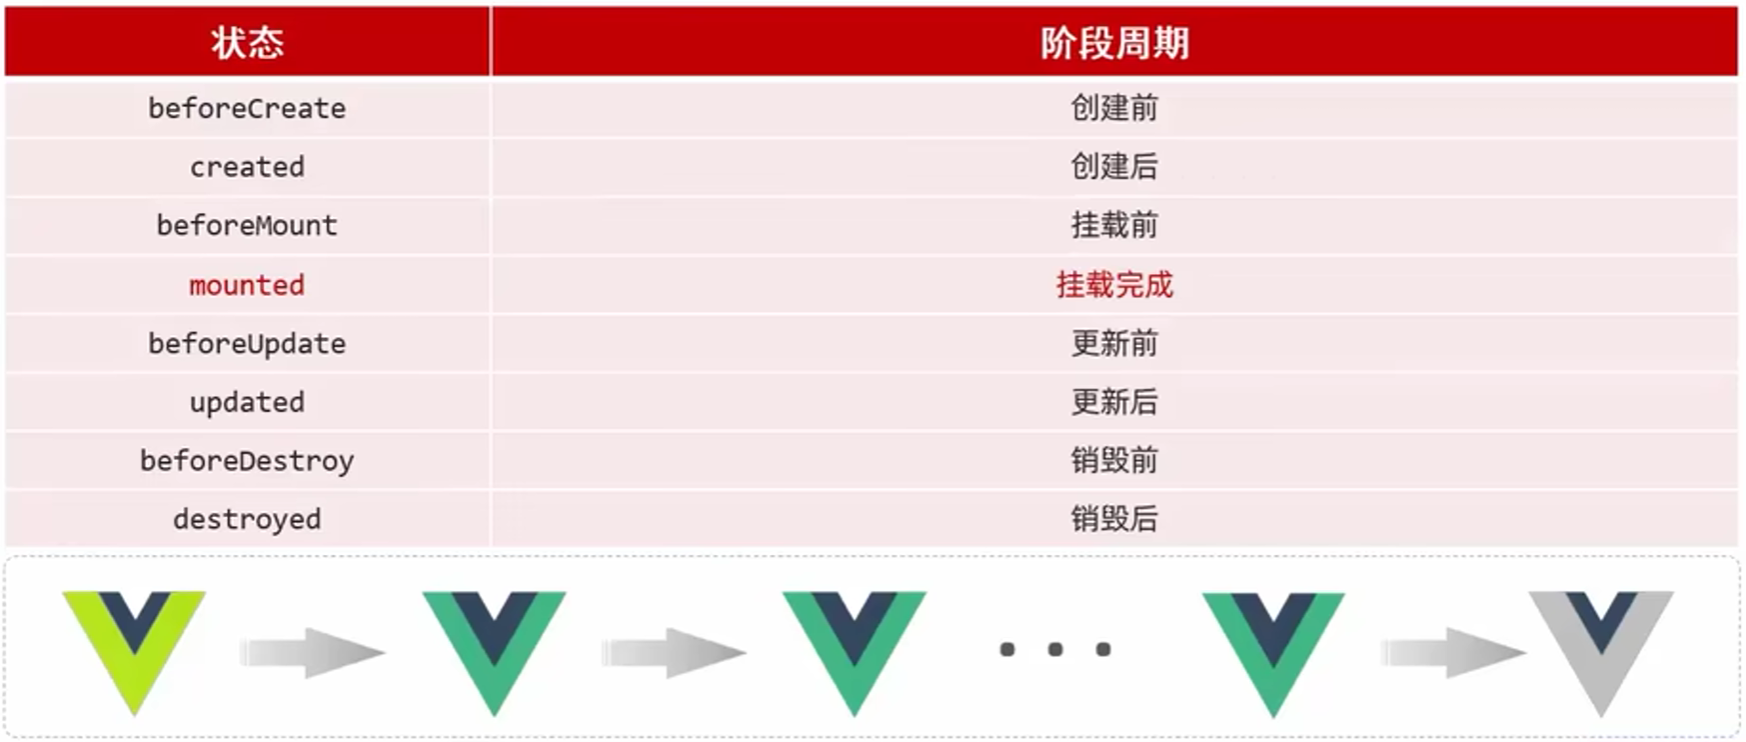 状态 阶段周期
beforeCreate 创建前
created 创建后
beforeMount 挂载前
mounted 挂载完成
beforeUpdate 更新前
updated 更新后
beforeDestroy 销毁前
destroyed 销毁后